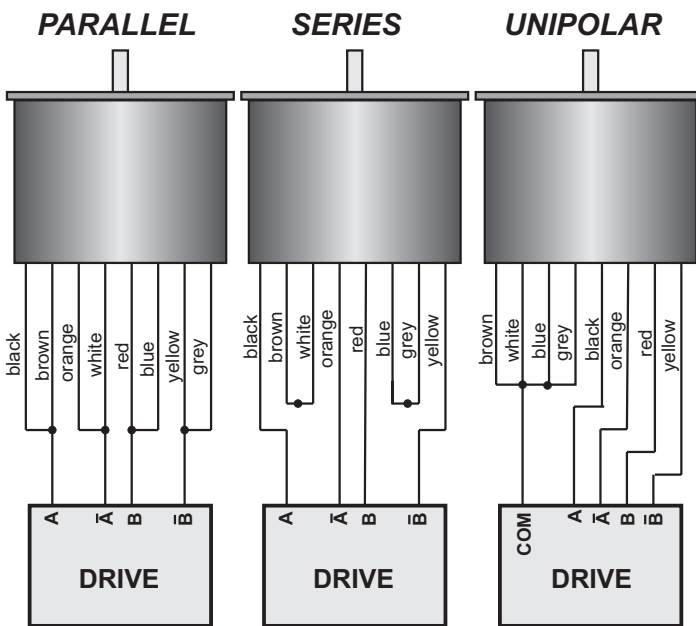 PARALLEL
SERIES
UNIPOLAR
black
brown
orange
white
red
blue
yellow
grey
black
brown
white
orange
red
blue
grey
yellow
brown
white
blue
grey
black
orange
red
yellow
A
A̅
B
B̅
A
A̅
B
B̅
COM
A
A̅
B
B̅
DRIVE
DRIVE
DRIVE